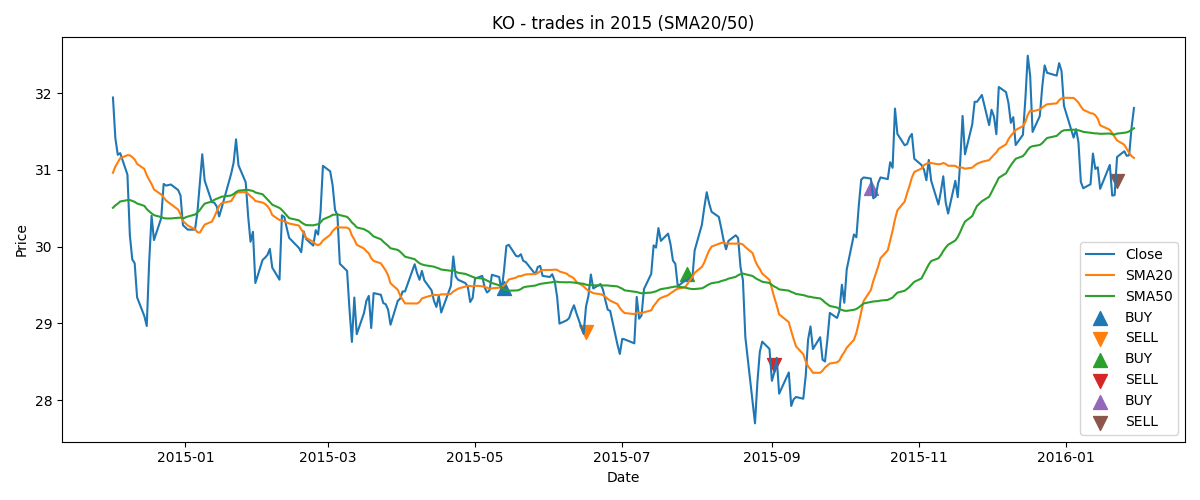 KO - trades in 2015 (SMA20/50)
Price
32
31
30
29
28
2015-01
2015-03
2015-05
2015-07
2015-09
2015-11
2016-01
Date
Close
SMA20
SMA50
BUY
SELL
BUY
SELL
BUY
SELL